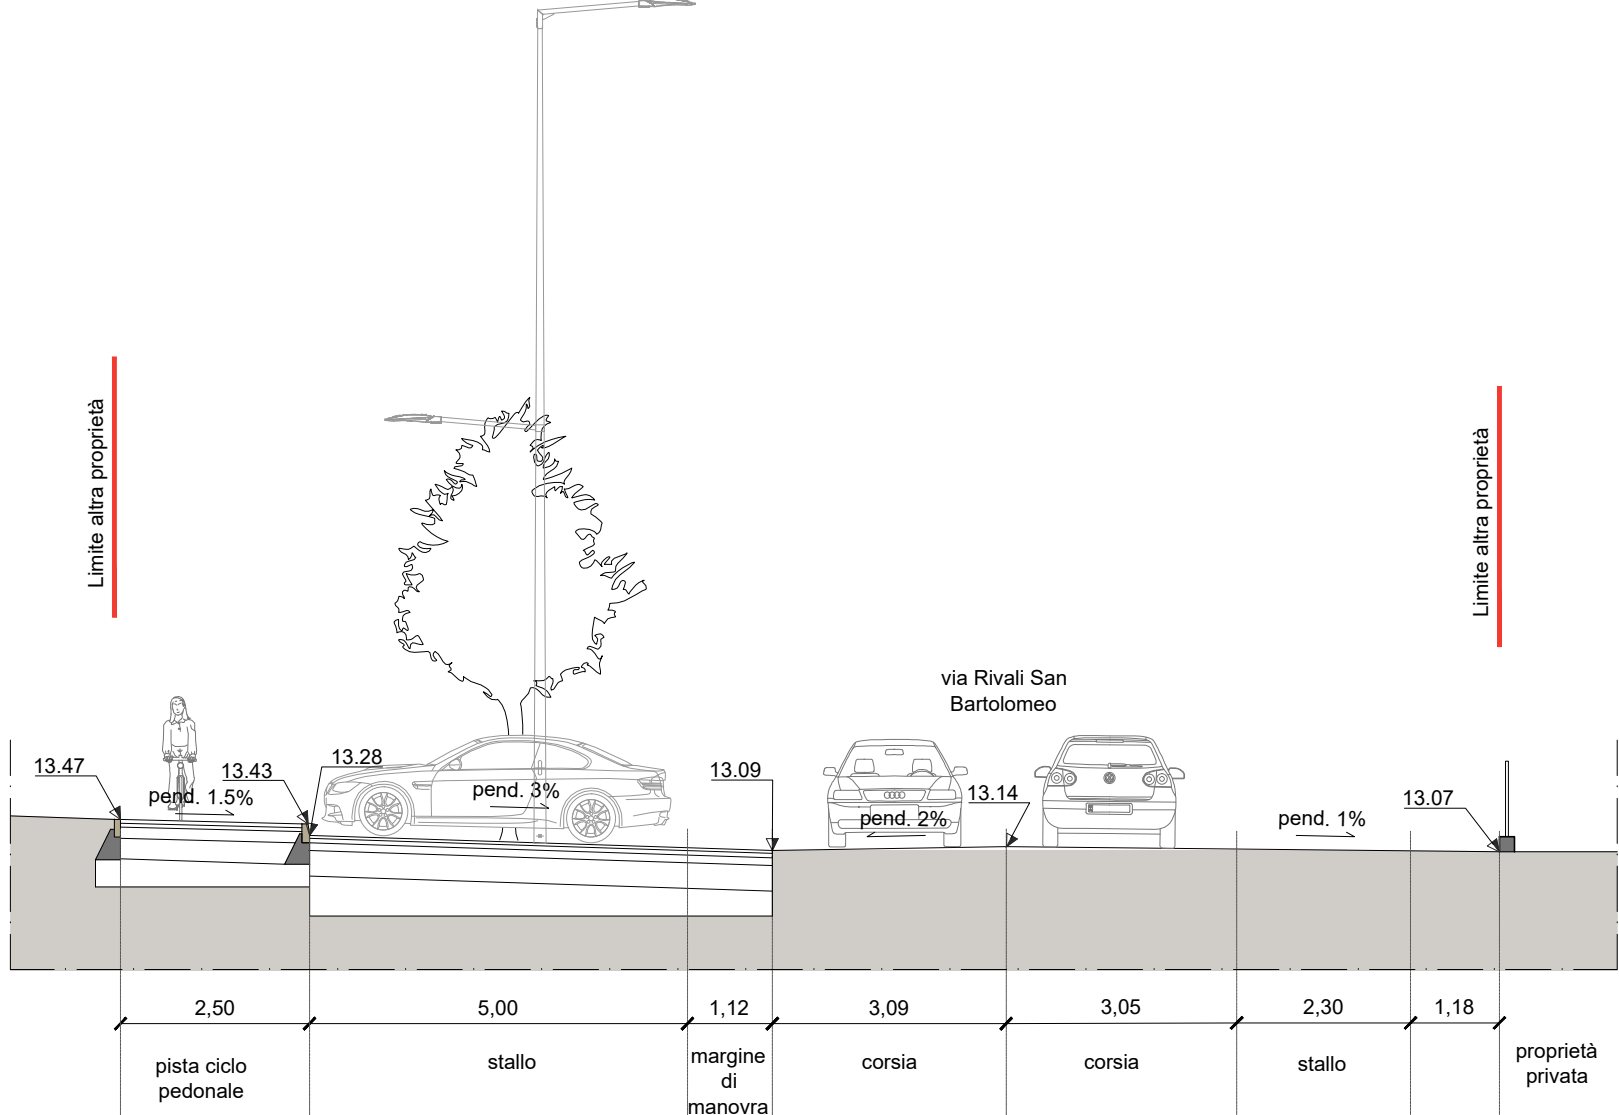 Limite altra proprietà
Limite altra proprietà
via Rivali San
Bartolomeo
13.47
13.43
13.28
13.09
13.14
13.07
pend. 1.5%
pend. 3%
pend. 2%
pend. 1%
2,50
5,00
1,12
3,09
3,05
2,30
1,18
pista ciclo
pedonale
stallo
margine
di
manovra
corsia
corsia
stallo
proprietà
privata